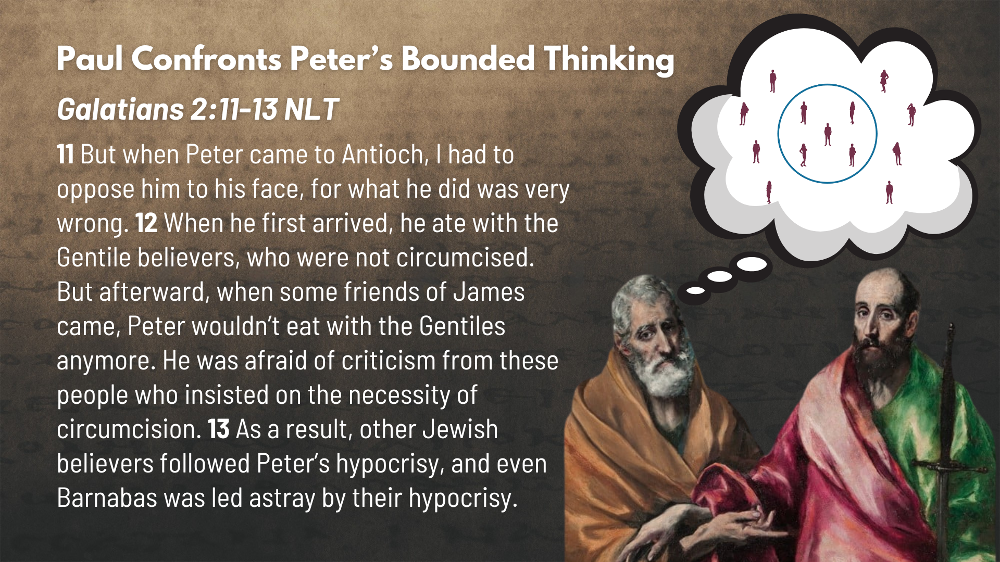 Paul Confronts Peter’s Bounded Thinking
Galatians 2:11-13 NLT
11 But when Peter came to Antioch, I had to
oppose him to his face, for what he did was very
wrong. 12 When he first arrived, he ate with the
Gentile believers, who were not circumcised.
But afterward, when some friends of James
came, Peter wouldn’t eat with the Gentiles
anymore. He was afraid of criticism from these
people who insisted on the necessity of
circumcision. 13 As a result, other Jewish
believers followed Peter’s hypocrisy, and even
Barnabas was led astray by their hypocrisy.